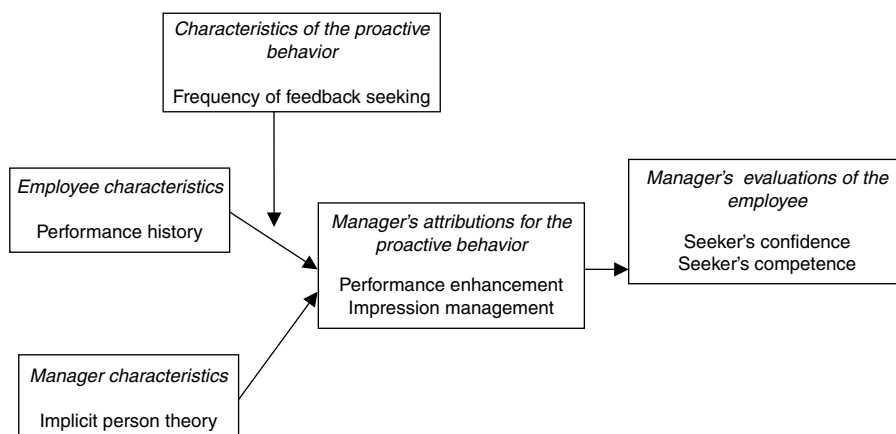 Characteristics of the proactive
behavior
Frequency of feedback seeking
Employee characteristics
Performance history
Manager's attributions for the
proactive behavior
Performance enhancement
Impression management
Manager's evaluations of the
employee
Seeker's confidence
Seeker's competence
Manager characteristics
Implicit person theory